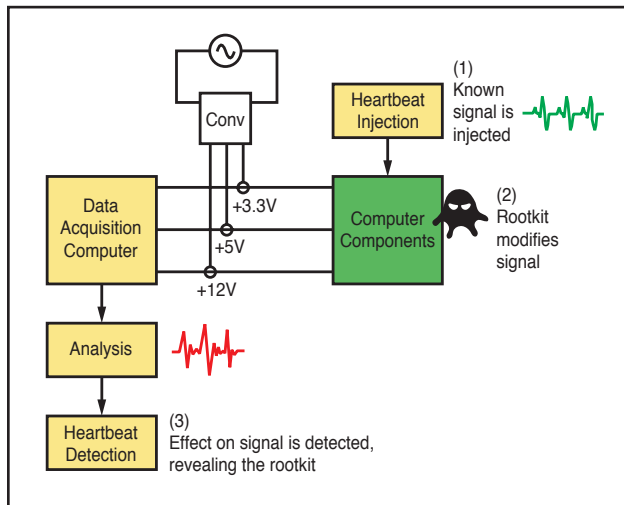 Conv
(1)
Known
signal is
injected
Heartbeat
Injection
+3.3V
+5V
+12V
Data
Acquisition
Computer
Computer
Components
(2)
Rootkit
modifies
signal
Analysis
Heartbeat
Detection
(3)
Effect on signal is detected,
revealing the rootkit